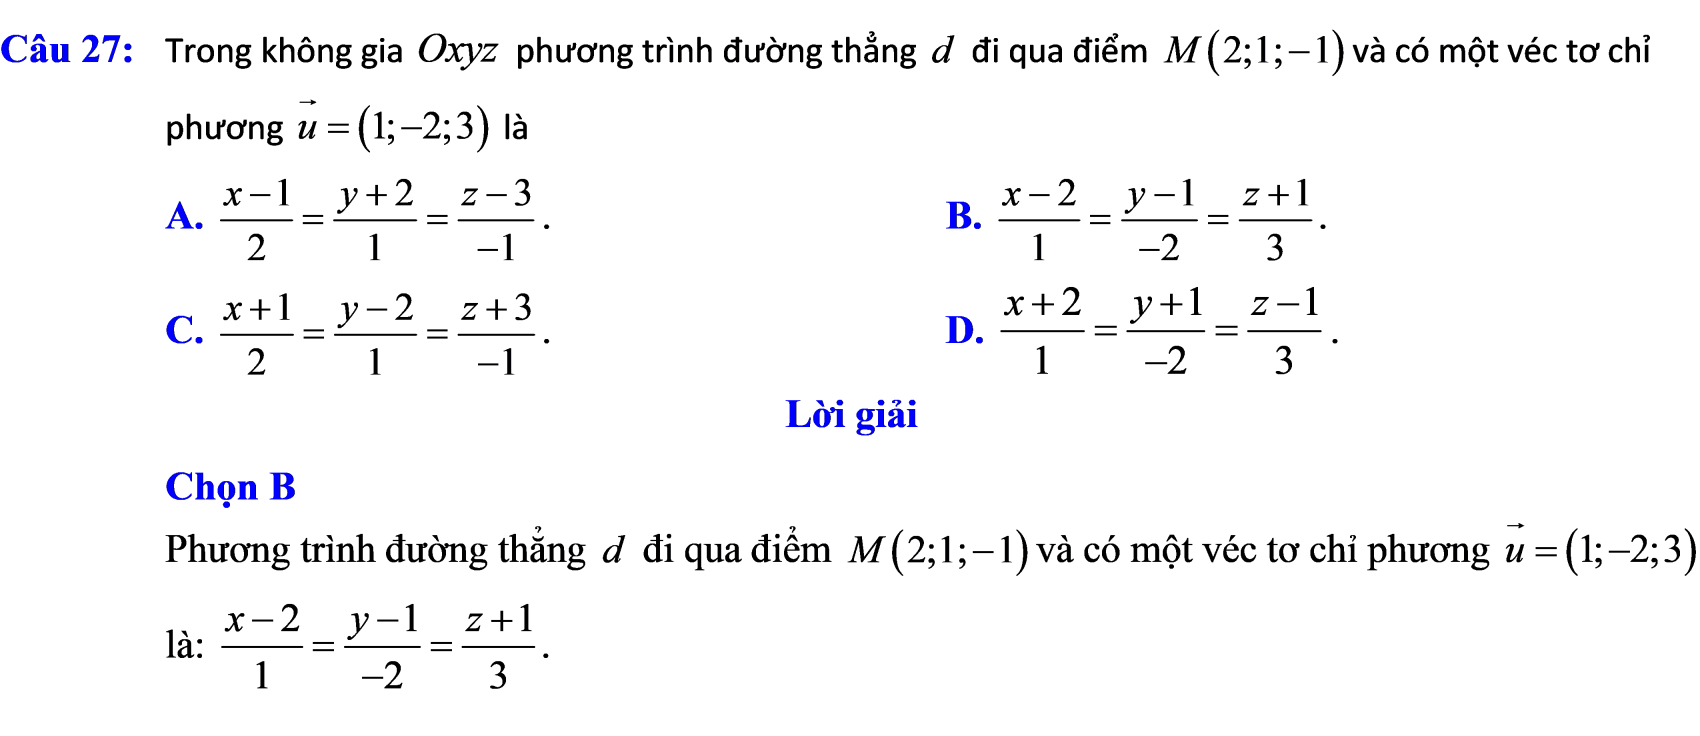 Câu 27: Trong không gia Oxyz phương trình đường thẳng d đi qua điểm M(2;1;−1) và có một véc tơ chỉ
phương $\vec{u}=(1;-2;3)$ là
A. $\frac{x-1}{2}=\frac{y+2}{1}=\frac{z-3}{-1}$. B. $\frac{x-2}{1}=\frac{y-1}{-2}=\frac{z+1}{3}$.
C. $\frac{x+1}{2}=\frac{y-2}{1}=\frac{z+3}{-1}$. D. $\frac{x+2}{1}=\frac{y+1}{-2}=\frac{z-1}{3}$.
Lời giải
Chọn B
Phương trình đường thẳng d đi qua điểm M(2;1;−1) và có một véc tơ chỉ phương $\vec{u}=(1;-2;3)$
là: $\frac{x-2}{1}=\frac{y-1}{-2}=\frac{z+1}{3}$.